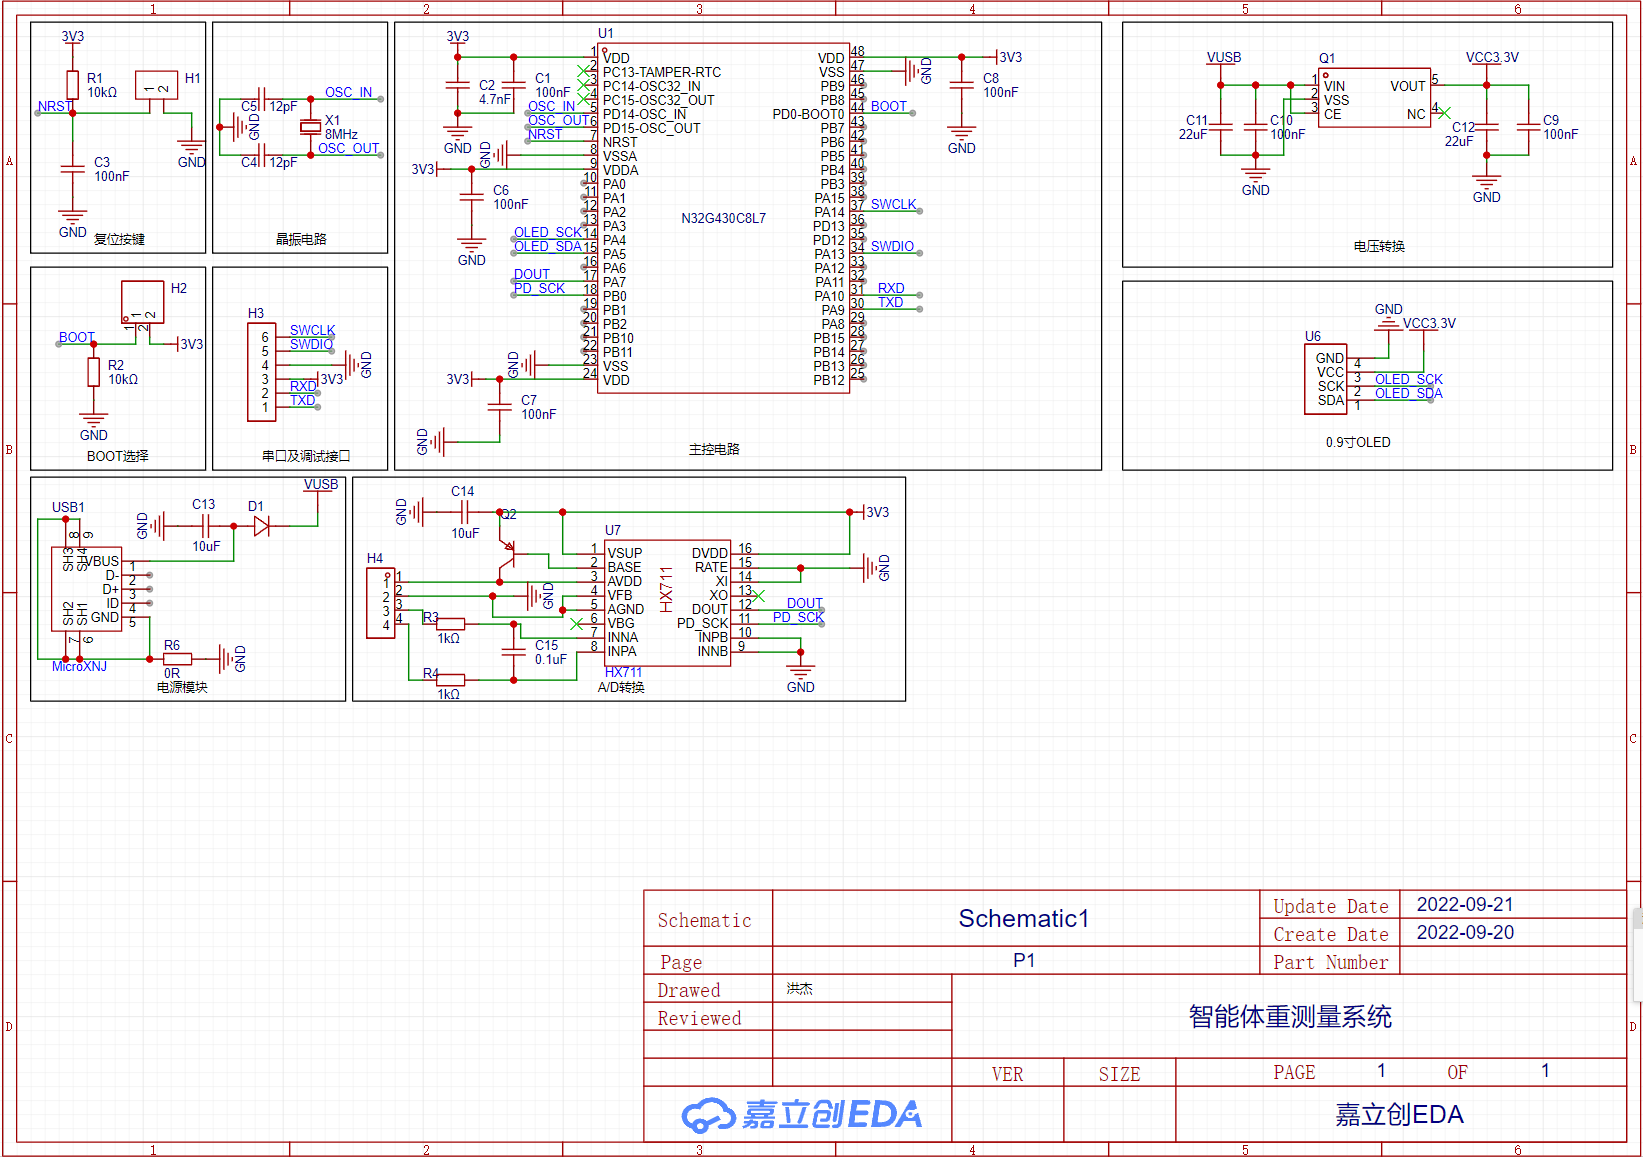 1 2 3 4 5 6
A
B
C
D
A
B
C
D
3V3
R1
10kΩ
H1
1 2
NRST
C3
100nF
GND
GND
复位按键
OSC_IN
C5 12pF
GND
X1
8MHz
OSC_OUT
C4 12pF
晶振电路
H2
1 2
1 2
BOOT
3V3
R2
10kΩ
GND
BOOT选择
H3
6 SWCLK
5 SWDIO
4 GND
3 3V3
2 RXD
1 TXD
串口及调试接口
U1
N32G430C8L7
3V3
C2
4.7nF
C1
100nF
GND
1 VDD
2 PC13-TAMPER-RTC
3 PC14-OSC32_IN
4 PC15-OSC32_OUT
OSC_IN 5 PD14-OSC_IN
OSC_OUT 6 PD15-OSC_OUT
NRST 7 NRST
GND 8 VSSA
3V3 9 VDDA
C6
100nF
GND
10 PA0
11 PA1
12 PA2
13 PA3
OLED_SCK 14 PA4
OLED_SDA 15 PA5
16 PA6
DOUT 17 PA7
PD_SCK 18 PB0
19 PB1
20 PB2
21 PB10
22 PB11
GND 23 VSS
3V3 24 VDD
C7
100nF
GND
VDD 48 3V3
VSS 47 GND
PB9 46
PB8 45
PD0-BOOT0 44 BOOT
PB7 43
PB6 42
PB5 41
PB4 40
PB3 39
PA15 38
PA14 37 SWCLK
PD13 36
PD12 35
PA13 34 SWDIO
PA12 33
PA11 32
PA10 31 RXD
PA9 30 TXD
PA8 29
PB15 28
PB14 27
PB13 26
PB12 25
C8
100nF
GND
主控电路
VUSB
Q1
VCC3.3V
1 VIN
2 VSS
3 CE
VOUT 5
NC 4
C11
22uF
C10
100nF
C12
22uF
C9
100nF
GND
GND
电压转换
GND
VCC3.3V
U6
GND 4
VCC 3
SCK 2 OLED_SCK
SDA 1 OLED_SDA
0.9寸OLED
USB1
VUSB
C13
10uF
D1
GND
8 9
SH3 SH4
VBUS 1
D- 2
D+ 3
ID 4
GND 5
SH2 SH1
7 6
MicroXNJ
R6
0R
GND
电源模块
C14
10uF
GND
Q2
3V3
U7
HX711
H4
1 1
2 2
3 3
4 4
GND
R3
1kΩ
R4
1kΩ
C15
0.1uF
1 VSUP
2 BASE
3 AVDD
4 VFB
5 AGND
6 VBG
7 INNA
8 INPA
DVDD 16
RATE 15
XI 14
XO 13
DOUT 12 DOUT
PD_SCK 11 PD_SCK
INPB 10
INNB 9
GND
GND
HX711
A/D转换
Schematic Schematic1
Update Date 2022-09-21
Create Date 2022-09-20
Page P1
Part Number
Drawed 洪杰
Reviewed
智能体重测量系统
VER SIZE PAGE 1 OF 1
嘉立创EDA
嘉立创EDA
1 2 3 4 5 6